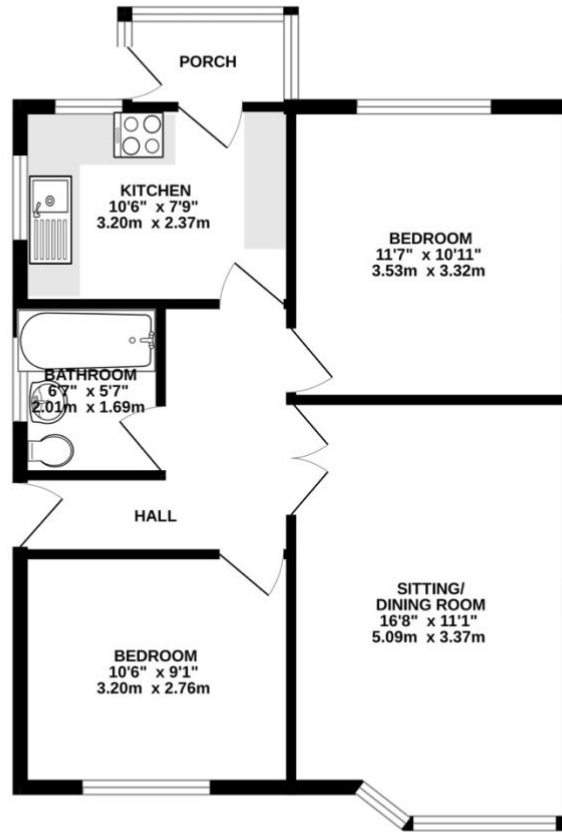 PORCH
KITCHEN
10'6" x 7'9"
3.20m x 2.37m
BEDROOM
11'7" x 10'11"
3.53m x 3.32m
BATHROOM
6'7" x 5'7"
2.01m x 1.69m
HALL
SITTING/
DINING ROOM
16'8" x 11'1"
5.09m x 3.37m
BEDROOM
10'6" x 9'1"
3.20m x 2.76m